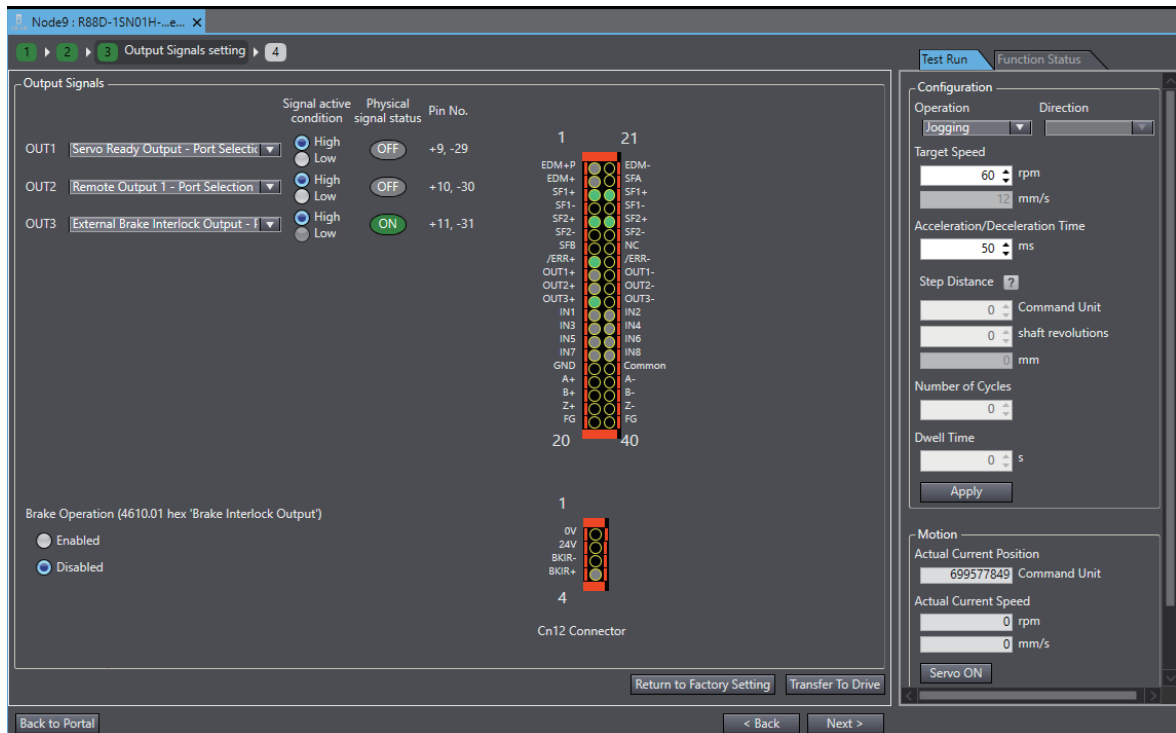 Node9 : R88D-1SN01H-...e... X
1 2 3 Output Signals setting 4
Output Signals
Signal active condition
Physical signal status
Pin No.
OUT1 Servo Ready Output - Port Selectic High Low OFF +9, -29
OUT2 Remote Output 1 - Port Selection High Low OFF +10, -30
OUT3 External Brake Interlock Output - F High Low ON +11, -31
1 21
EDM+P EDM-
EDM+ SFA
SF1+ SF1+
SF1- SF1-
SF2+ SF2+
SF2- SF2-
SFB NC
/ERR+ /ERR-
OUT1+ OUT1-
OUT2+ OUT2-
OUT3+ OUT3-
IN1 IN2
IN3 IN4
IN5 IN6
IN7 IN8
GND Common
A+ A-
B+ B-
Z+ Z-
FG FG
20 40
Brake Operation (4610.01 hex 'Brake Interlock Output')
Enabled
Disabled
1
0V
24V
BKIR-
BKIR+
4
Cn12 Connector
Return to Factory Setting Transfer To Drive
Back to Portal < Back Next >
Test Run Function Status
Configuration
Operation Direction
Jogging
Target Speed
60 rpm
12 mm/s
Acceleration/Deceleration Time
50 ms
Step Distance ?
0 Command Unit
0 shaft revolutions
0 mm
Number of Cycles
0
Dwell Time
0 s
Apply
Motion
Actual Current Position
699577849 Command Unit
Actual Current Speed
0 rpm
0 mm/s
Servo ON